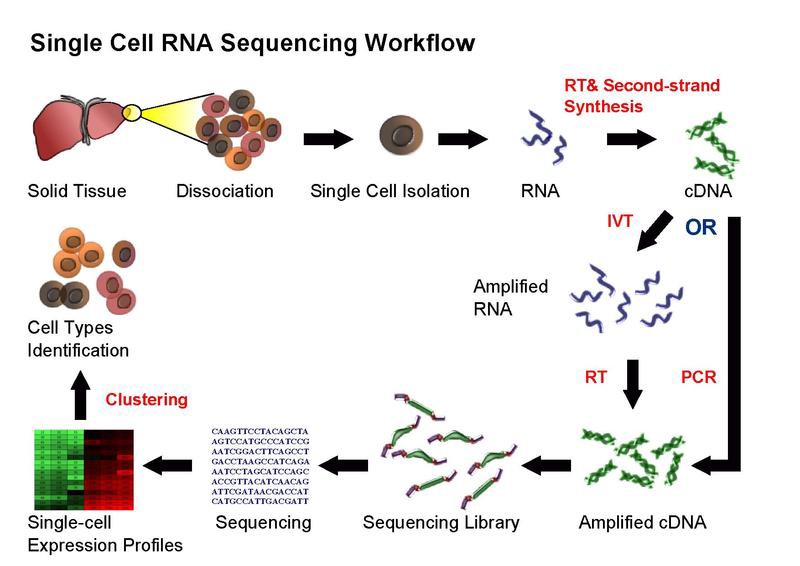 Single Cell RNA Sequencing Workflow
RT& Second-strand
Synthesis
Solid Tissue
Dissociation
Single Cell Isolation
RNA
cDNA
IVT
OR
Amplified
RNA
Cell Types
Identification
RT
PCR
Clustering
CAAGTTCCTACAGCTA
AGTCCATGCCCATCCG
AATCGGACTTCAGCCT
GACCTAAGCCATCAGA
AATCCTAGCATCCAGC
ACCGTTACATCAACAG
ATTCGATAACGACCAT
CATGCCATTGACGATT
Single-cell
Expression Profiles
Sequencing
Sequencing Library
Amplified cDNA